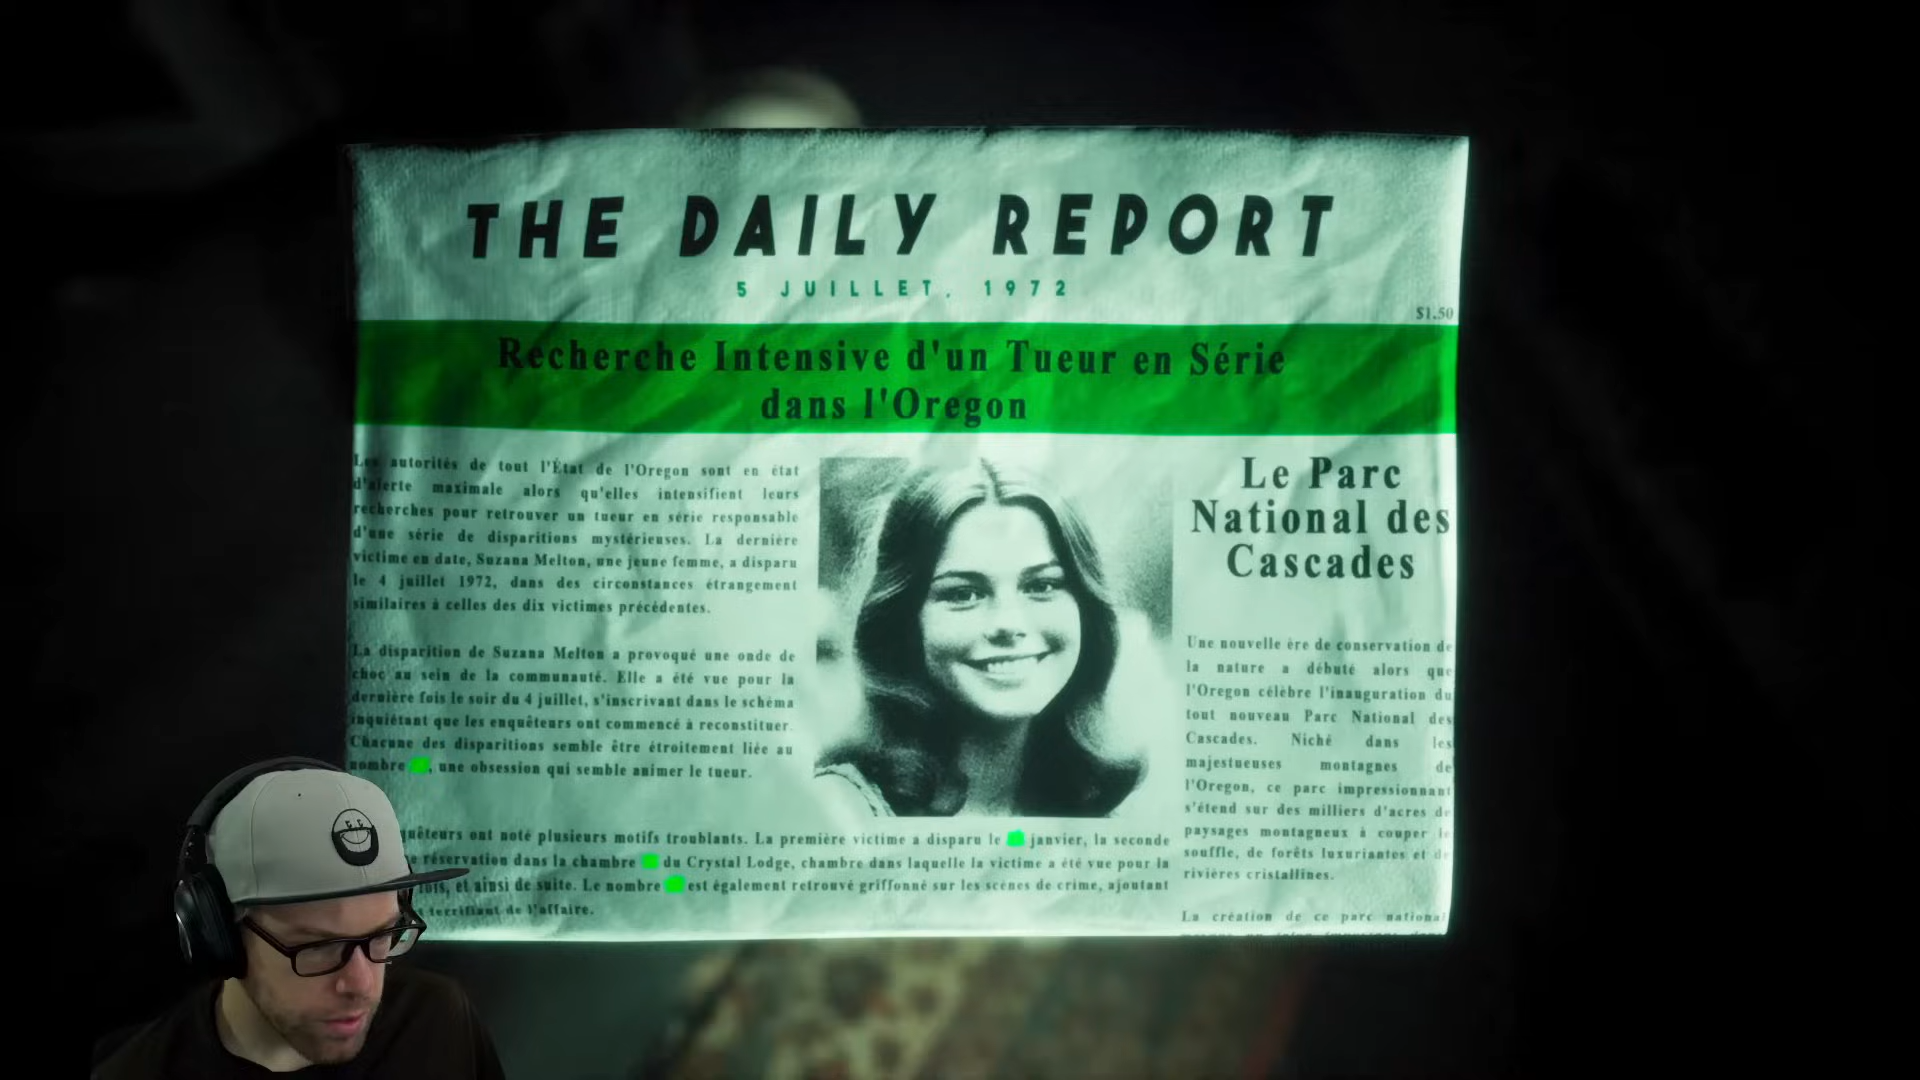 THE DAILY REPORT
5 JUILLET, 1972
$1.50
Recherche Intensive d'un Tueur en Série
dans l'Oregon
Les autorités de tout l'État de l'Oregon sont en état
d'alerte maximale alors qu'elles intensifient leurs
recherches pour retrouver un tueur en série responsable
d'une série de disparitions mystérieuses. La dernière
victime en date, Suzana Melton, une jeune femme, a disparu
le 4 juillet 1972, dans des circonstances étrangement
similaires à celles des dix victimes précédentes.
La disparition de Suzana Melton a provoqué une onde de
choc au sein de la communauté. Elle a été vue pour la
dernière fois le soir du 4 juillet, s'inscrivant dans le schéma
inquiétant que les enquêteurs ont commencé à reconstituer.
Chacune des disparitions semble être étroitement liée au
nombre , une obsession qui semble animer le tueur.
quêteurs ont noté plusieurs motifs troublants. La première victime a disparu le janvier, la seconde
réservation dans la chambre du Crystal Lodge, chambre dans laquelle la victime a été vue pour la
fois, et ainsi de suite. Le nombre est également retrouvé griffonné sur les scènes de crime, ajoutant
terrifiant de l'affaire.
Le Parc
National des
Cascades
Une nouvelle ère de conservation de
la nature a débuté alors que
l'Oregon célèbre l'inauguration du
tout nouveau Parc National des
Cascades. Niché dans les
majestueuses montagnes de
l'Oregon, ce parc impressionnant
s'étend sur des milliers d'acres de
paysages montagneux à couper le
souffle, de forêts luxuriantes et de
rivières cristallines.
La création de ce parc national